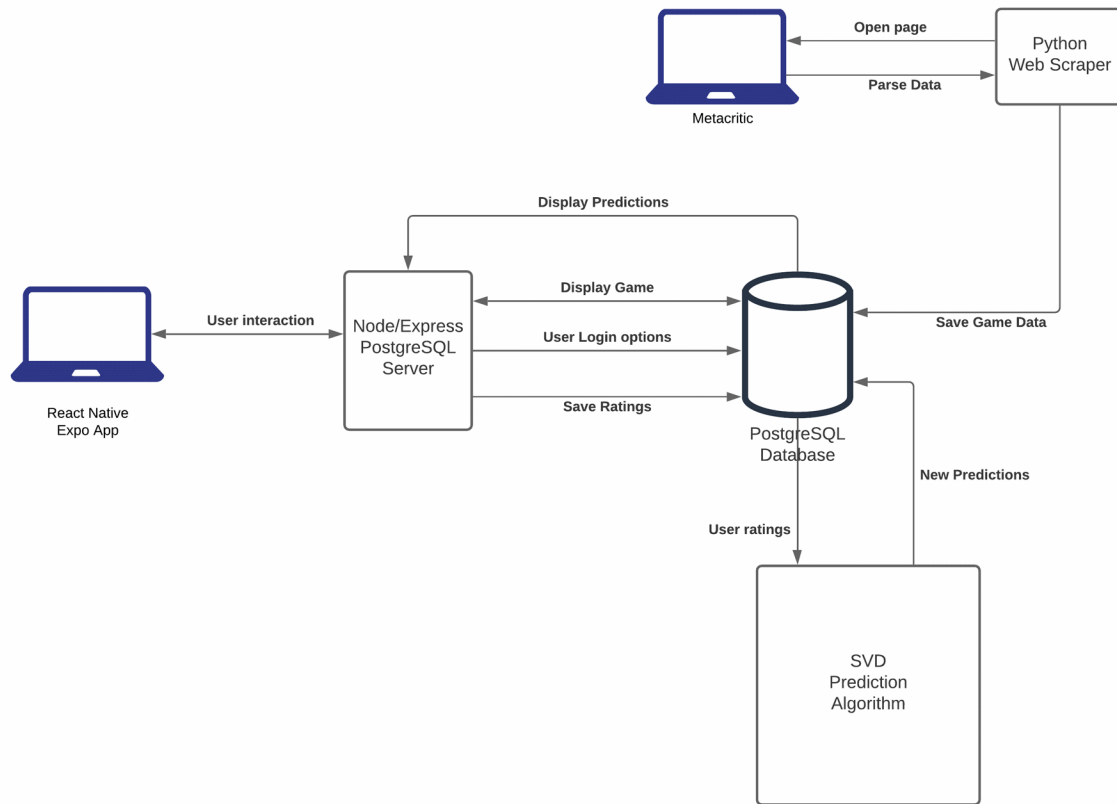 Open page
Python
Web Scraper
Parse Data
Metacritic
Display Predictions
Display Game
User interaction
Node/Express
PostgreSQL
Server
User Login options
Save Game Data
Save Ratings
React Native
Expo App
PostgreSQL
Database
New Predictions
User ratings
SVD
Prediction
Algorithm